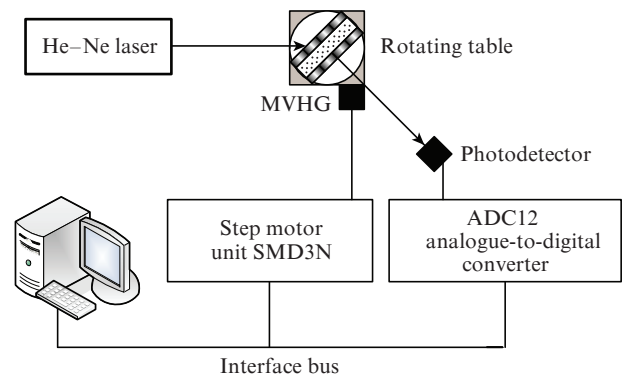 He–Ne laser
Rotating table
MVHG
Photodetector
Step motor
unit SMD3N
ADC12
analogue-to-digital
converter
Interface bus